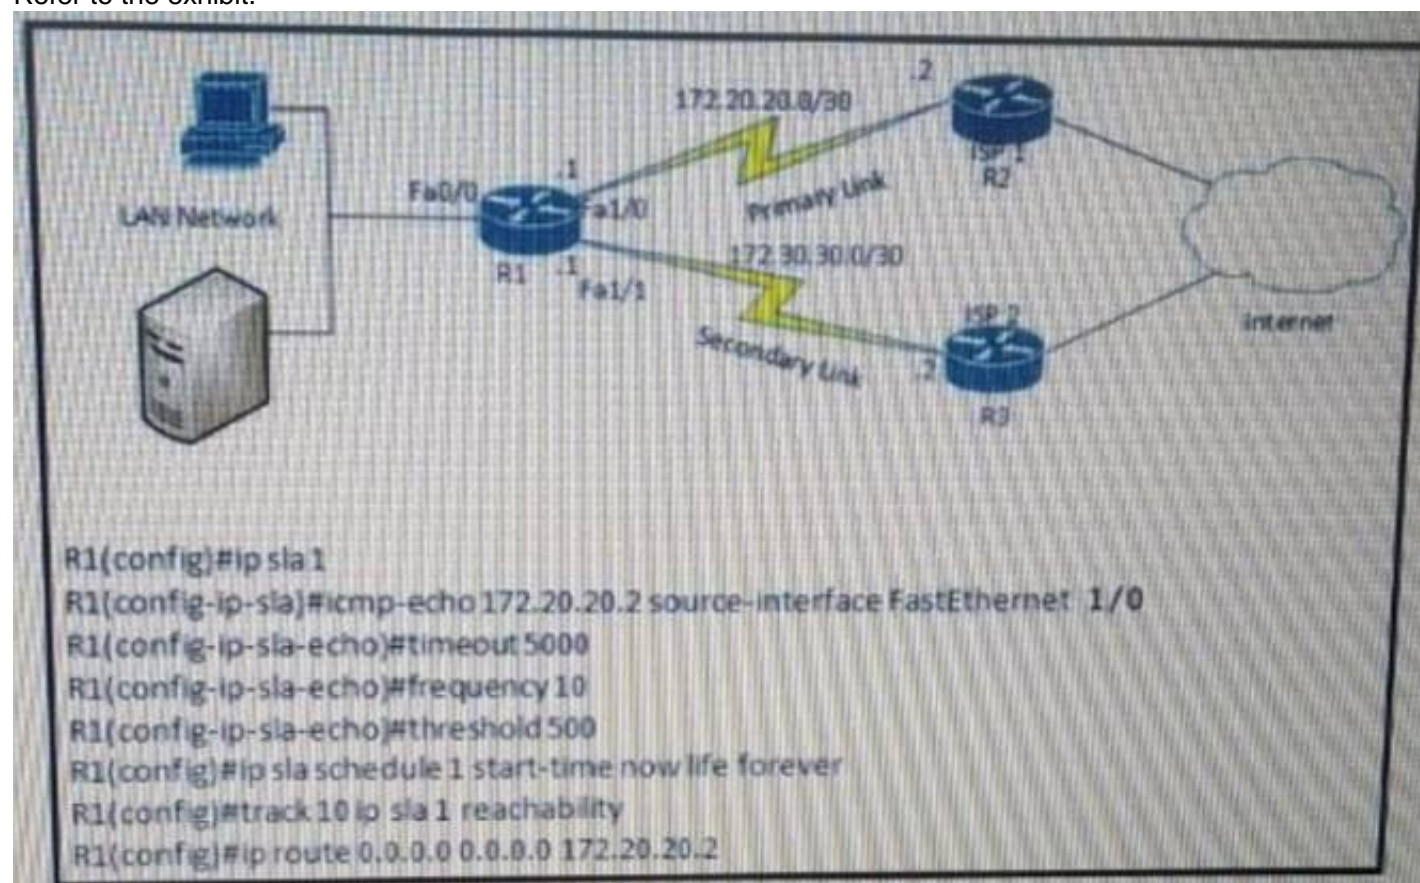 Refer to the exhibit.
.2
172.20.20.0/30
ISP 1
R2
.1
Fa0/0
Fa1/0
Primary Link
LAN Network
172.30.30.0/30
R1
.1
Fa1/1
ISP 2
Internet
Secondary Link
.2
R3
R1(config)#ip sla 1
R1(config-ip-sla)#icmp-echo 172.20.20.2 source-interface FastEthernet 1/0
R1(config-ip-sla-echo)#timeout 5000
R1(config-ip-sla-echo)#frequency 10
R1(config-ip-sla-echo)#threshold 500
R1(config)#ip sla schedule 1 start-time now life forever
R1(config)#track 10 ip sla 1 reachability
R1(config)#ip route 0.0.0.0 0.0.0.0 172.20.20.2